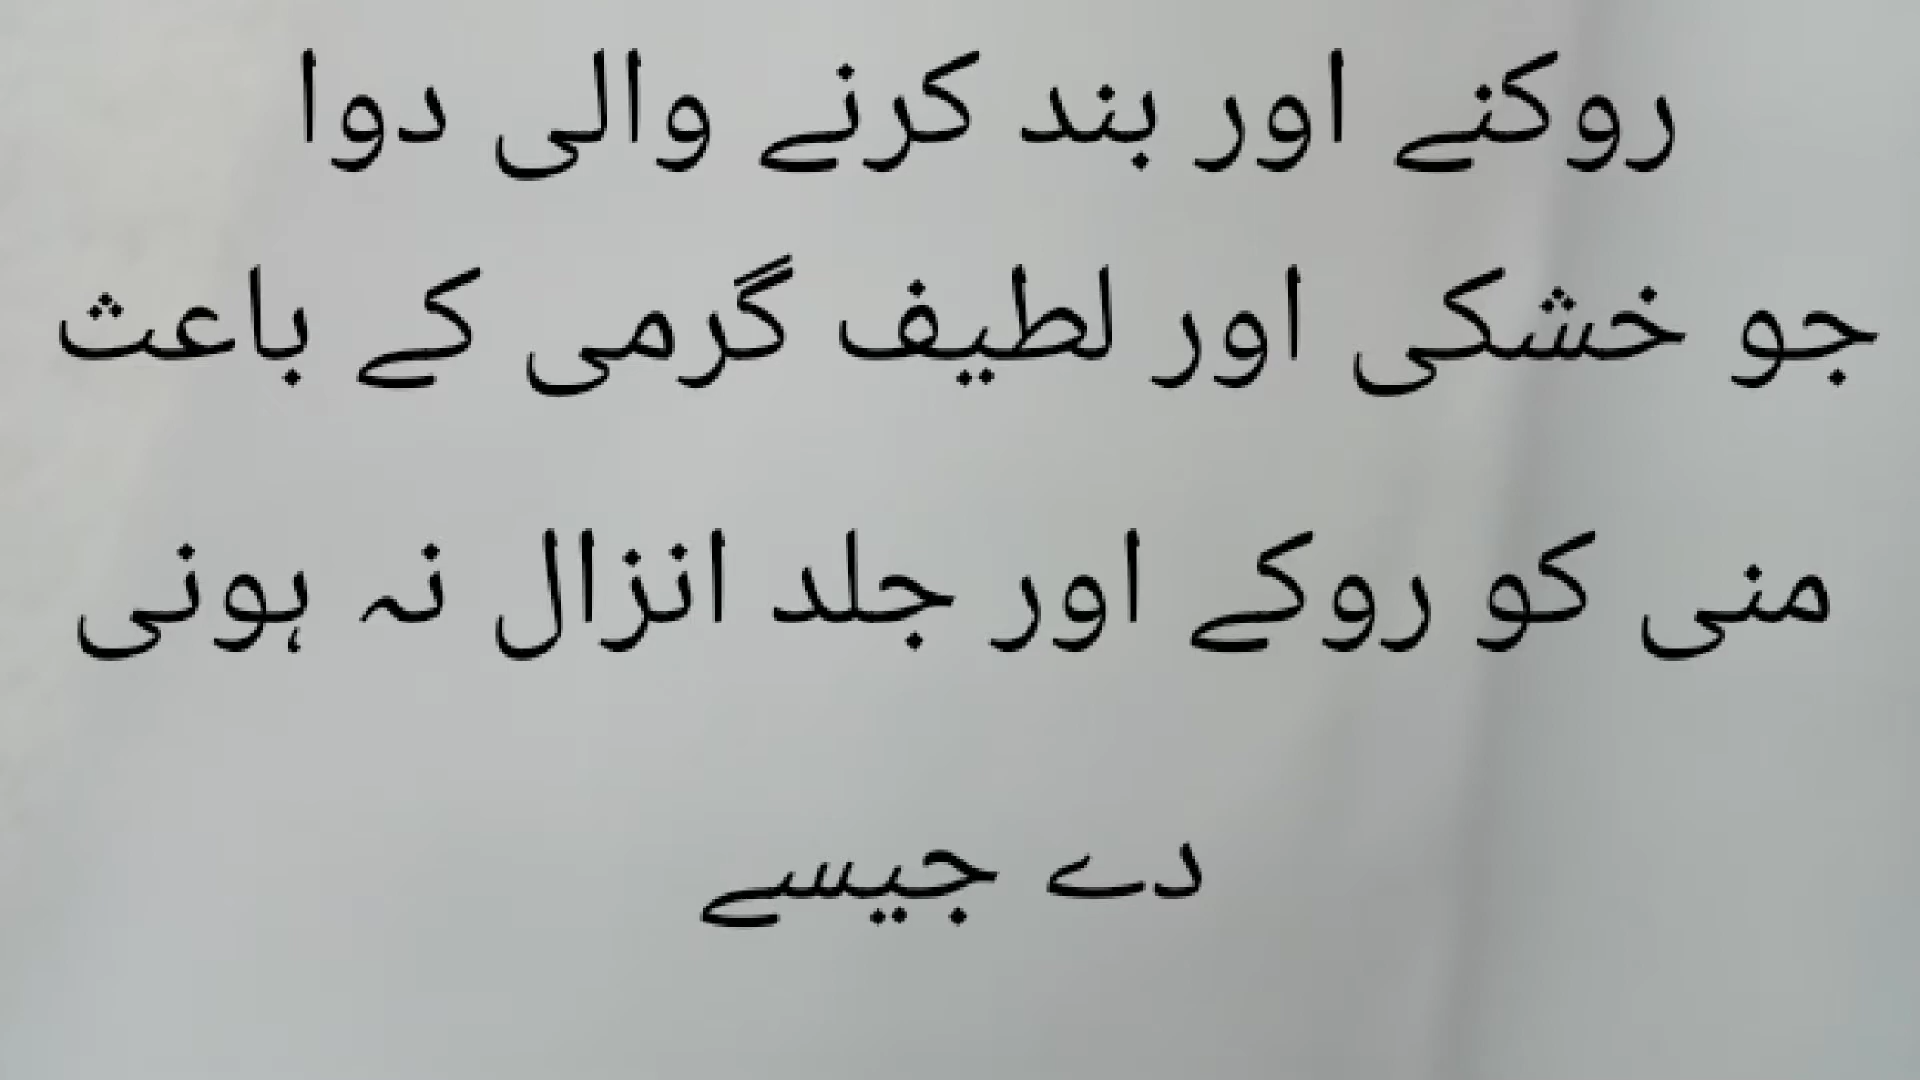 روکنے اور بند کرنے والی دوا
جو خشکی اور لطیف گرمی کے باعث
منی کو روکے اور جلد انزال نہ ہونی
دے جیسے